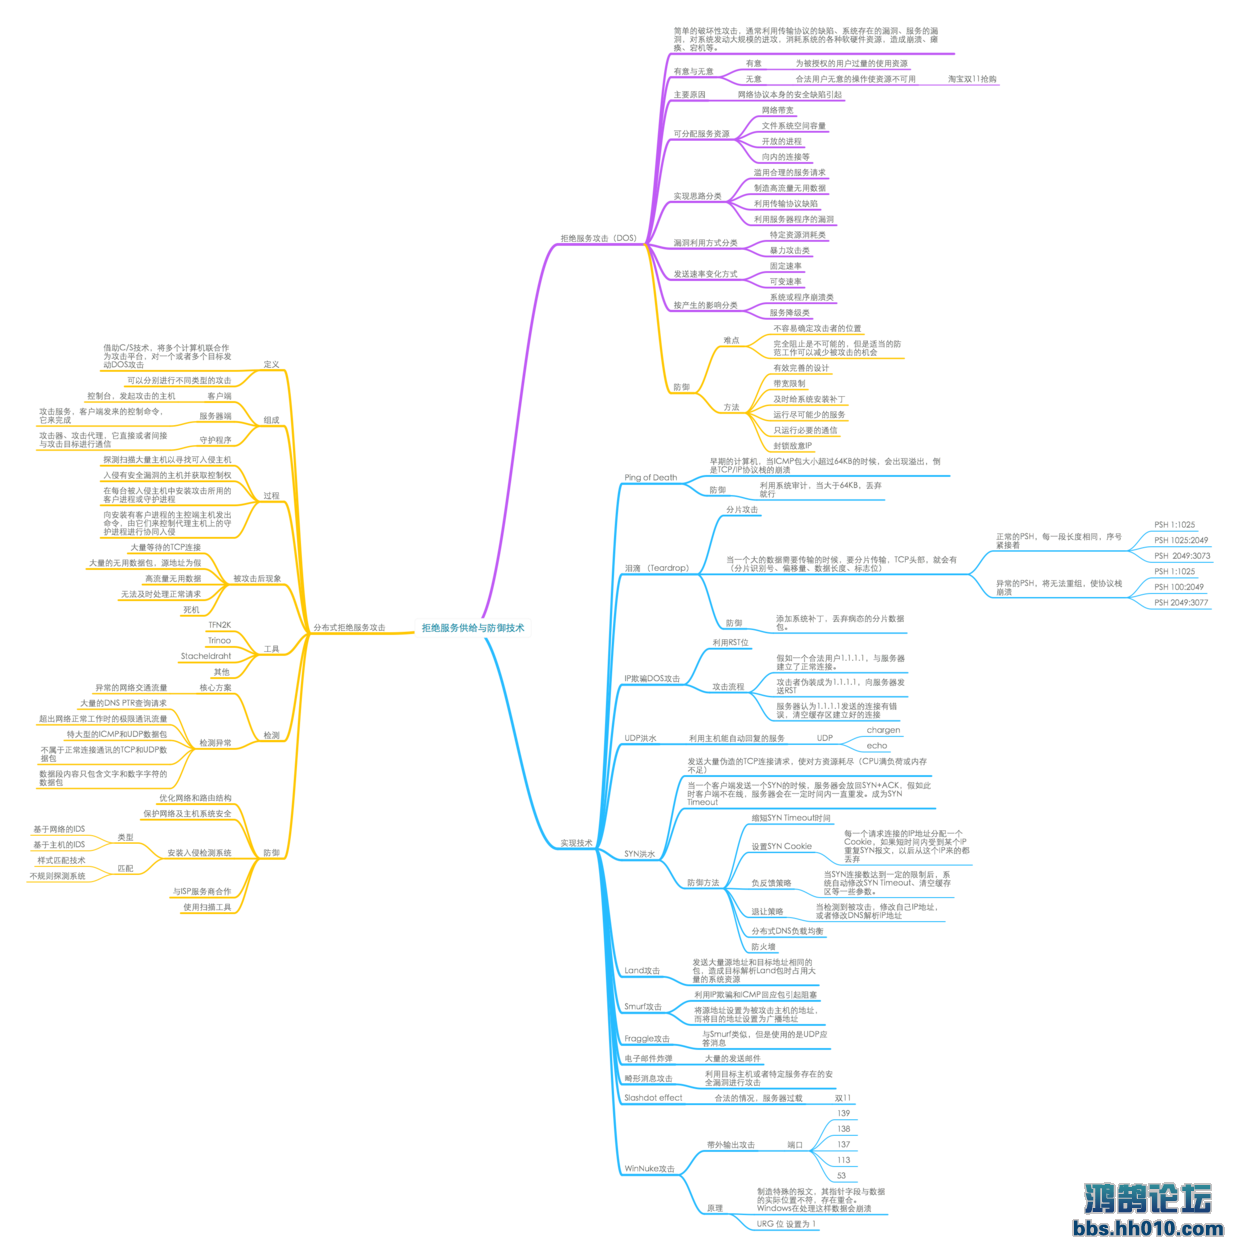 拒绝服务供给与防御技术
拒绝服务攻击（DOS）
简单的破坏性攻击，通常利用传输协议的缺陷、系统存在的漏洞、服务的漏
洞，对系统发动大规模的进攻，消耗系统的各种软硬件资源，造成崩溃、瘫
痪、宕机等。
有意与无意
有意
为被授权的用户过量的使用资源
无意
合法用户无意的操作使资源不可用
淘宝双11抢购
主要原因
网络协议本身的安全缺陷引起
可分配服务资源
网络带宽
文件系统空间容量
开放的进程
向内的连接等
实现思路分类
滥用合理的服务请求
制造高流量无用数据
利用传输协议缺陷
利用服务器程序的漏洞
漏洞利用方式分类
特定资源消耗类
暴力攻击类
发送速率变化方式
固定速率
可变速率
按产生的影响分类
系统或程序崩溃类
服务降级类
防御
难点
不容易确定攻击者的位置
完全阻止是不可能的，但是适当的防
范工作可以减少被攻击的机会
方法
有效完善的设计
带宽限制
及时给系统安装补丁
运行尽可能少的服务
只运行必要的通信
封锁敌意IP
实现技术
Ping of Death
早期的计算机，当ICMP包大小超过64KB的时候，会出现溢出，倒
是TCP/IP协议栈的崩溃
防御
利用系统审计，当大于64KB、丢弃
就行
泪滴 （Teardrop）
分片攻击
当一个大的数据需要传输的时候，要分片传输，TCP头部，就会有
（分片识别号、偏移量、数据长度、标志位）
正常的PSH，每一段长度相同，序号
紧接着
PSH 1:1025
PSH 1025:2049
PSH  2049:3073
异常的PSH，将无法重组，使协议栈
崩溃
PSH 1:1025
PSH 100:2049
PSH 2049:3077
防御
添加系统补丁，丢弃病态的分片数据
包。
IP欺骗DOS攻击
利用RST位
攻击流程
假如一个合法用户1.1.1.1，与服务器
建立了正常连接。
攻击者伪装成为1.1.1.1，向服务器发
送RST
服务器认为1.1.1.1发送的连接有错
误，清空缓存区建立好的连接
UDP洪水
利用主机能自动回复的服务
UDP
chargen
echo
SYN洪水
发送大量伪造的TCP连接请求，使对方资源耗尽（CPU满负荷或内存
不足）
当一个客户端发送一个SYN的时候，服务器会放回SYN+ACK，假如此
时客户端不在线，服务器会在一定时间内一直重发。成为SYN
Timeout
防御方法
缩短SYN Timeout时间
设置SYN Cookie
每一个请求连接的IP地址分配一个
Cookie，如果短时间内受到某个IP
重复SYN报文，以后从这个IP来的都
丢弃
负反馈策略
当SYN连接数达到一定的限制后，系
统自动修改SYN Timeout、清空缓存
区等一些参数。
退让策略
当检测到被攻击，修改自己IP地址，
或者修改DNS解析IP地址
分布式DNS负载均衡
防火墙
Land攻击
发送大量源地址和目标地址相同的
包，造成目标解析Land包时占用大
量的系统资源
Smurf攻击
利用IP欺骗和ICMP回应包引起阻塞
将源地址设置为被攻击主机的地址，
而将目的地址设置为广播地址
Fraggle攻击
与Smurf类似，但是使用的是UDP应
答消息
电子邮件炸弹
大量的发送邮件
畸形消息攻击
利用目标主机或者特定服务存在的安
全漏洞进行攻击
Slashdot effect
合法的情况，服务器过载
双11
WinNuke攻击
带外输出攻击
端口
139
138
137
113
53
原理
制造特殊的报文，其指针字段与数据
的实际位置不符，存在重合。
Windows在处理这样数据会崩溃
URG 位 设置为 1
分布式拒绝服务攻击
定义
借助C/S技术，将多个计算机联合作
为攻击平台，对一个或者多个目标发
动DOS攻击
可以分别进行不同类型的攻击
组成
客户端
控制台，发起攻击的主机
服务器端
攻击服务，客户端发来的控制命令，
它来完成
守护程序
攻击器、攻击代理，它直接或者间接
与攻击目标进行通信
过程
探测扫描大量主机以寻找可入侵主机
入侵有安全漏洞的主机并获取控制权
在每台被入侵主机中安装攻击所用的
客户进程或守护进程
向安装有客户进程的主控端主机发出
命令，由它们来控制代理主机上的守
护进程进行协同入侵
被攻击后现象
大量等待的TCP连接
大量的无用数据包，源地址为假
高流量无用数据
无法及时处理正常请求
死机
工具
TFN2K
Trinoo
Stacheldraht
其他
检测
核心方案
异常的网络交通流量
检测异常
大量的DNS PTR查询请求
超出网络正常工作时的极限通讯流量
特大型的ICMP和UDP数据包
不属于正常连接通讯的TCP和UDP数
据包
数据段内容只包含文字和数字字符的
数据包
防御
优化网络和路由结构
保护网络及主机系统安全
安装入侵检测系统
类型
基于网络的IDS
基于主机的IDS
匹配
样式匹配技术
不规则探测系统
与ISP服务商合作
使用扫描工具
鸿鹄论坛
bbs.hh010.com